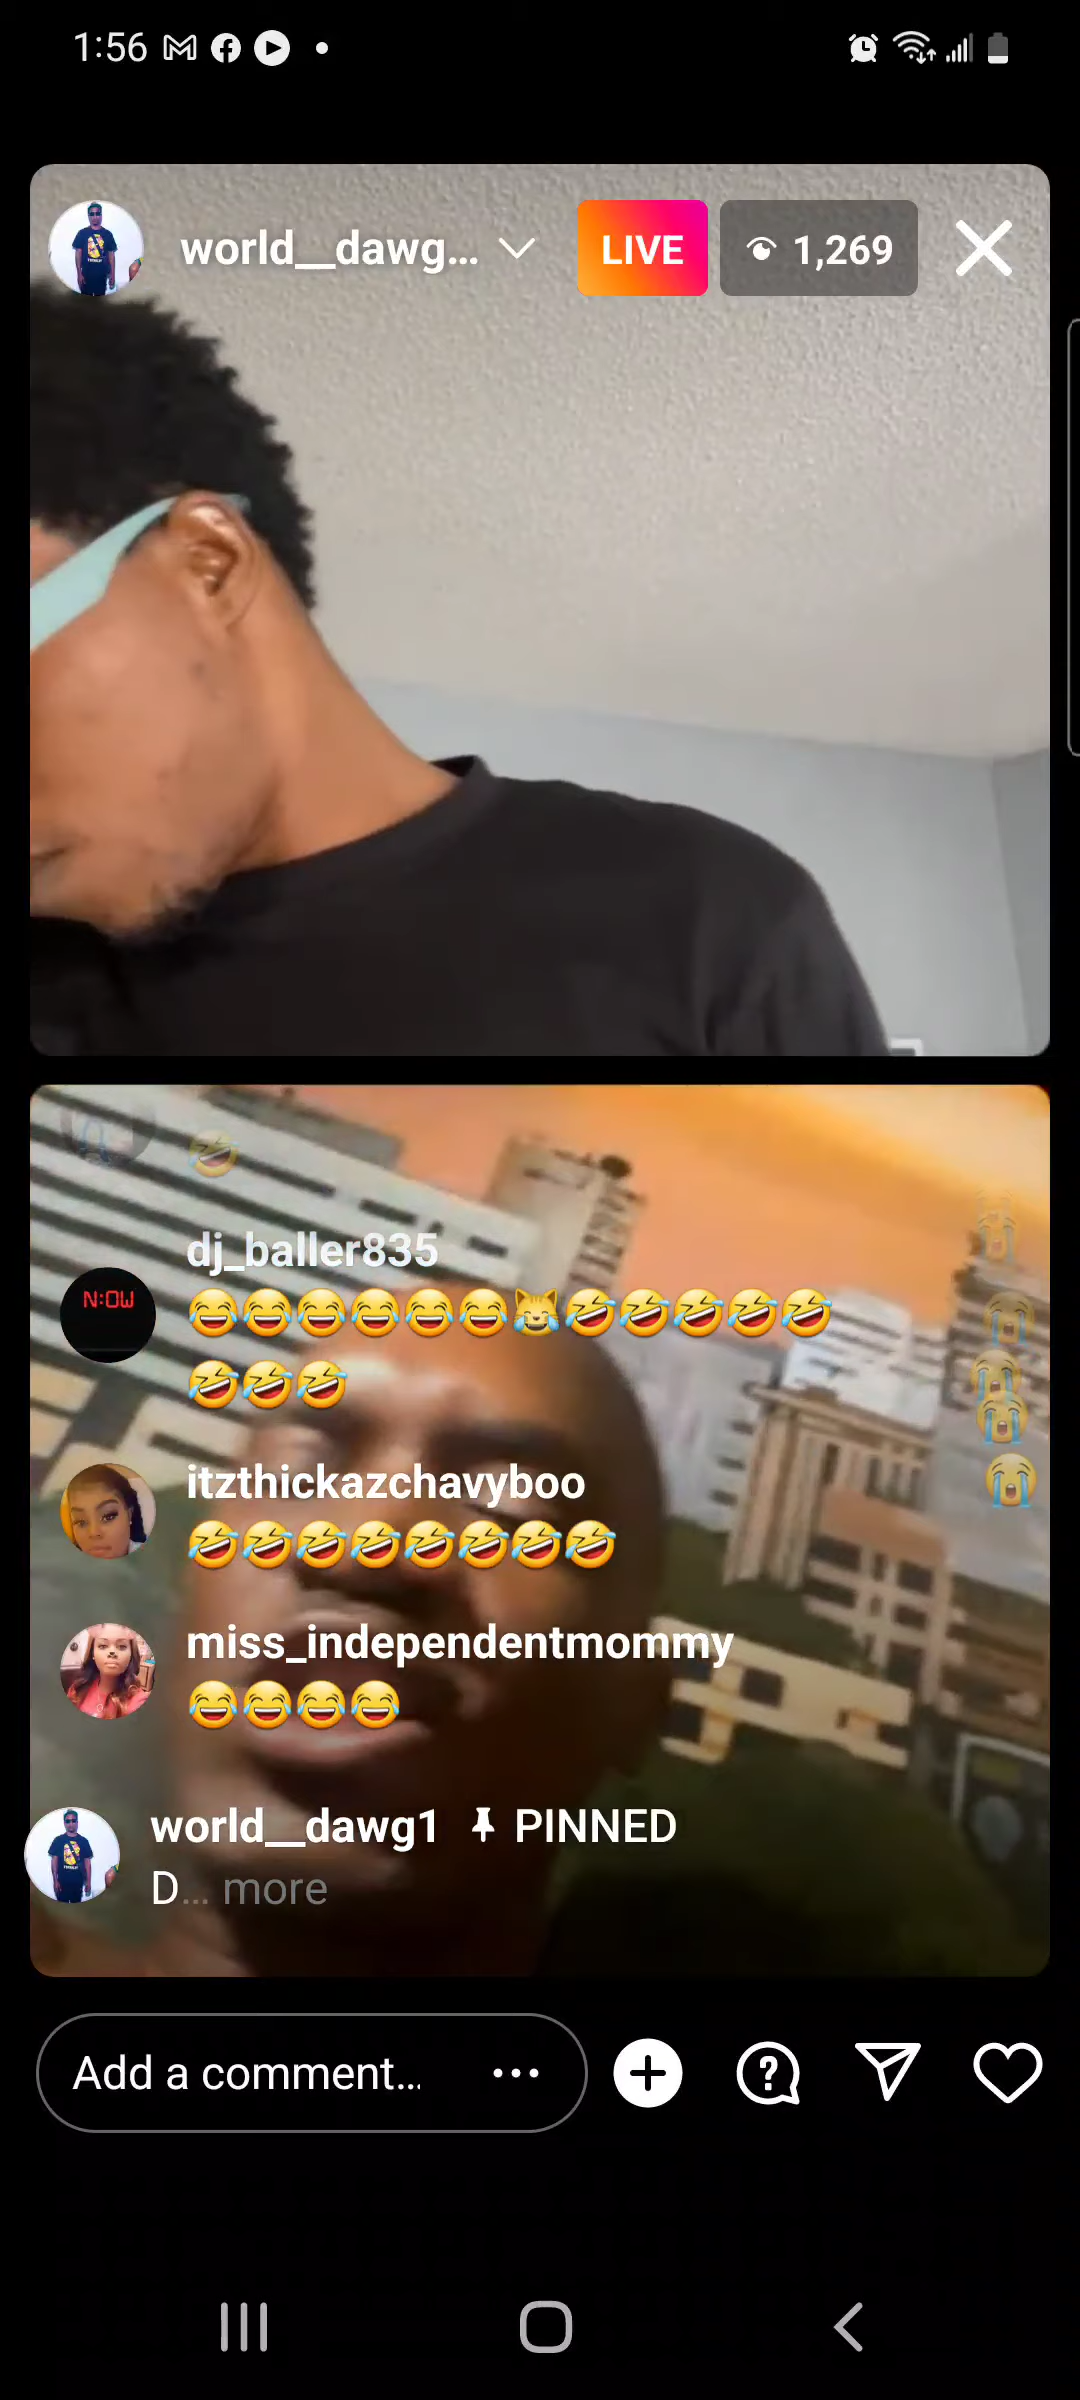 1:56
world__dawg...
LIVE
1,269
dj_baller835
😂😂😂😂😂😂😹🤣🤣🤣🤣🤣
🤣🤣🤣
N:OW
itzthickazchavyboo
🤣🤣🤣🤣🤣🤣🤣🤣
miss_independentmommy
😂😂😂😂
world__dawg1 PINNED
D... more
Add a comment...